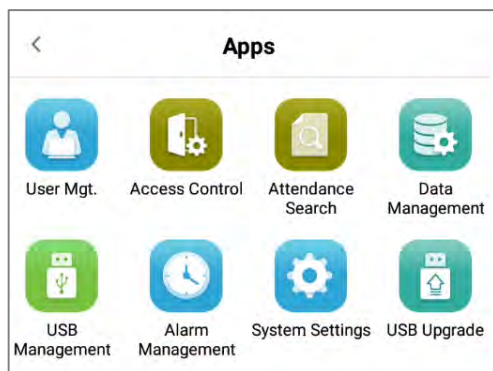 Apps
User Mgt.
Access Control
Attendance
Search
Data
Management
USB
Management
Alarm
Management
System Settings
USB Upgrade